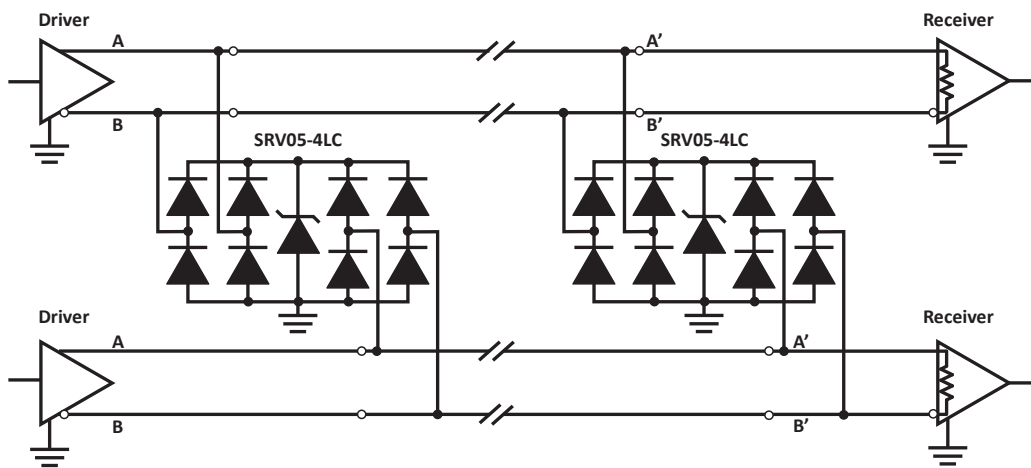 Driver
Receiver
A
A’
B
B’
SRV05-4LC
SRV05-4LC
Driver
Receiver
A
A’
B
B’